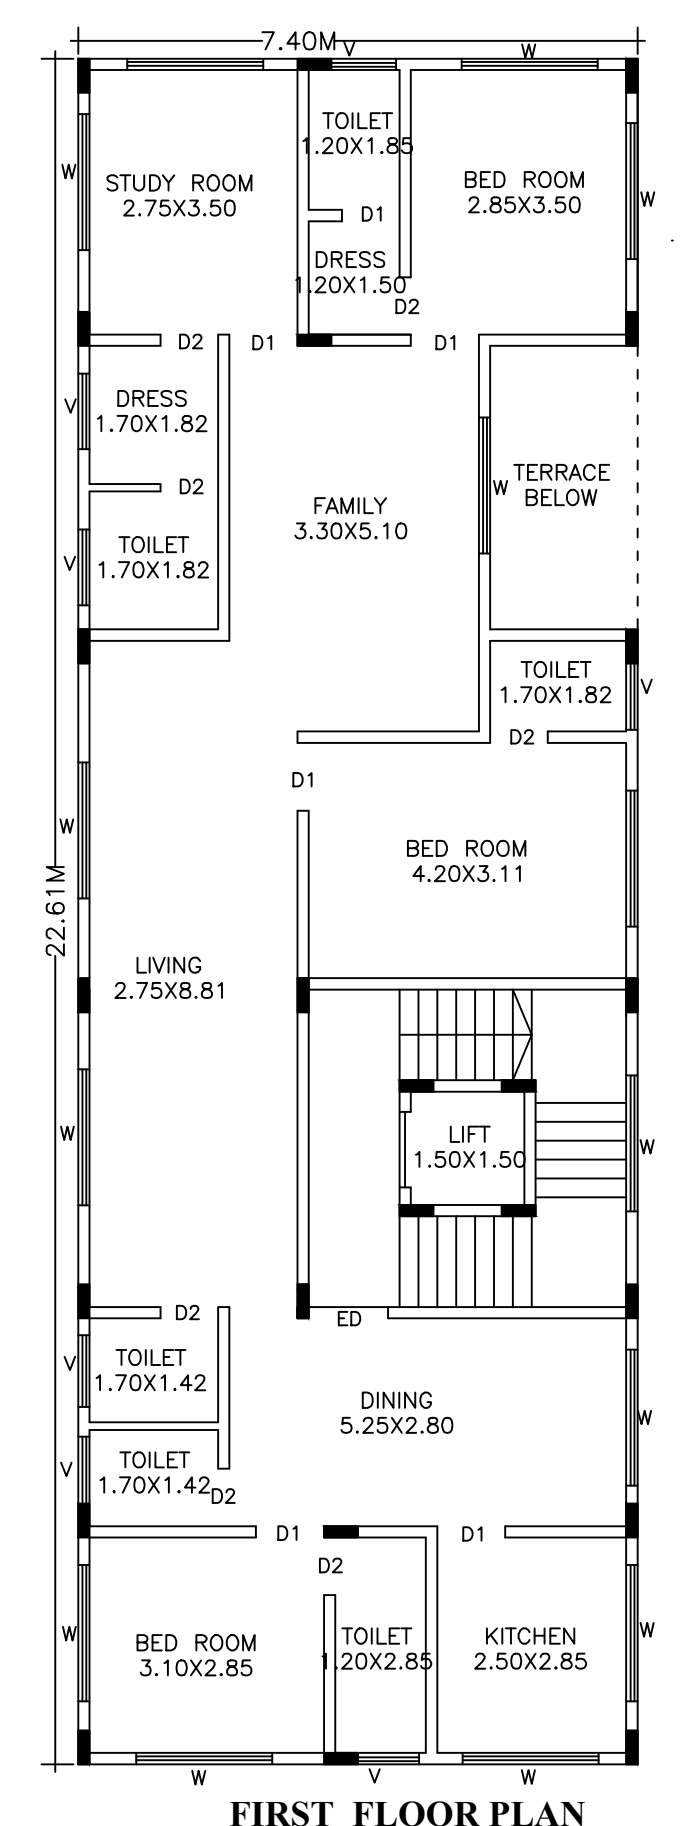 7.40M
V
W
TOILET
1.20X1.85
W
STUDY ROOM
2.75X3.50
BED ROOM
2.85X3.50
W
D1
DRESS
1.20X1.50
D2
D2
D1
D1
V
DRESS
1.70X1.82
D2
W
TERRACE
BELOW
FAMILY
3.30X5.10
V
TOILET
1.70X1.82
TOILET
1.70X1.82
V
D2
D1
W
BED ROOM
4.20X3.11
22.61M
LIVING
2.75X8.81
W
LIFT
1.50X1.50
W
D2
ED
V
TOILET
1.70X1.42
DINING
5.25X2.80
W
V
TOILET
1.70X1.42
D2
D1
D1
D2
W
BED ROOM
3.10X2.85
TOILET
1.20X2.85
KITCHEN
2.50X2.85
W
W
V
W
FIRST FLOOR PLAN